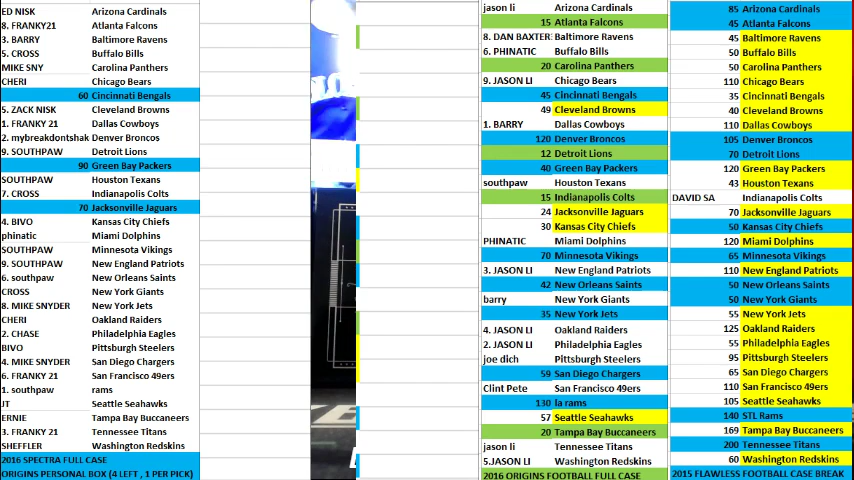 ED NISK Arizona Cardinals
8. FRANKY21 Atlanta Falcons
3. BARRY Baltimore Ravens
5. CROSS Buffalo Bills
MIKE SNY Carolina Panthers
CHERI Chicago Bears
60 Cincinnati Bengals
5. ZACK NISK Cleveland Browns
1. FRANKY 21 Dallas Cowboys
2. mybreakdontshak Denver Broncos
9. SOUTHPAW Detroit Lions
90 Green Bay Packers
SOUTHPAW Houston Texans
7. CROSS Indianapolis Colts
70 Jacksonville Jaguars
4. BIVO Kansas City Chiefs
phinatic Miami Dolphins
SOUTHPAW Minnesota Vikings
9. SOUTHPAW New England Patriots
6. southpaw New Orleans Saints
CROSS New York Giants
8. MIKE SNYDER New York Jets
CHERI Oakland Raiders
2. CHASE Philadelphia Eagles
BIVO Pittsburgh Steelers
4. MIKE SNYDER San Diego Chargers
6. FRANKY 21 San Francisco 49ers
1. southpaw rams
JT Seattle Seahawks
ERNIE Tampa Bay Buccaneers
3. FRANKY 21 Tennessee Titans
SHEFFLER Washington Redskins
2016 SPECTRA FULL CASE
ORIGINS PERSONAL BOX (4 LEFT , 1 PER PICK)
jason li Arizona Cardinals
15 Atlanta Falcons
8. DAN BAXTER Baltimore Ravens
6. PHINATIC Buffalo Bills
20 Carolina Panthers
9. JASON LI Chicago Bears
45 Cincinnati Bengals
49 Cleveland Browns
1. BARRY Dallas Cowboys
120 Denver Broncos
12 Detroit Lions
40 Green Bay Packers
southpaw Houston Texans
15 Indianapolis Colts
24 Jacksonville Jaguars
30 Kansas City Chiefs
PHINATIC Miami Dolphins
70 Minnesota Vikings
3. JASON LI New England Patriots
42 New Orleans Saints
barry New York Giants
35 New York Jets
4. JASON LI Oakland Raiders
2. JASON LI Philadelphia Eagles
joe dich Pittsburgh Steelers
59 San Diego Chargers
Clint Pete San Francisco 49ers
130 la rams
57 Seattle Seahawks
20 Tampa Bay Buccaneers
jason li Tennessee Titans
5.JASON LI Washington Redskins
2016 ORIGINS FOOTBALL FULL CASE
85 Arizona Cardinals
45 Atlanta Falcons
45 Baltimore Ravens
50 Buffalo Bills
50 Carolina Panthers
110 Chicago Bears
35 Cincinnati Bengals
40 Cleveland Browns
110 Dallas Cowboys
105 Denver Broncos
70 Detroit Lions
120 Green Bay Packers
43 Houston Texans
DAVID SA Indianapolis Colts
70 Jacksonville Jaguars
50 Kansas City Chiefs
120 Miami Dolphins
65 Minnesota Vikings
110 New England Patriots
50 New Orleans Saints
50 New York Giants
55 New York Jets
125 Oakland Raiders
55 Philadelphia Eagles
95 Pittsburgh Steelers
65 San Diego Chargers
110 San Francisco 49ers
105 Seattle Seahawks
140 STL Rams
169 Tampa Bay Buccaneers
200 Tennessee Titans
60 Washington Redskins
2015 FLAWLESS FOOTBALL CASE BREAK